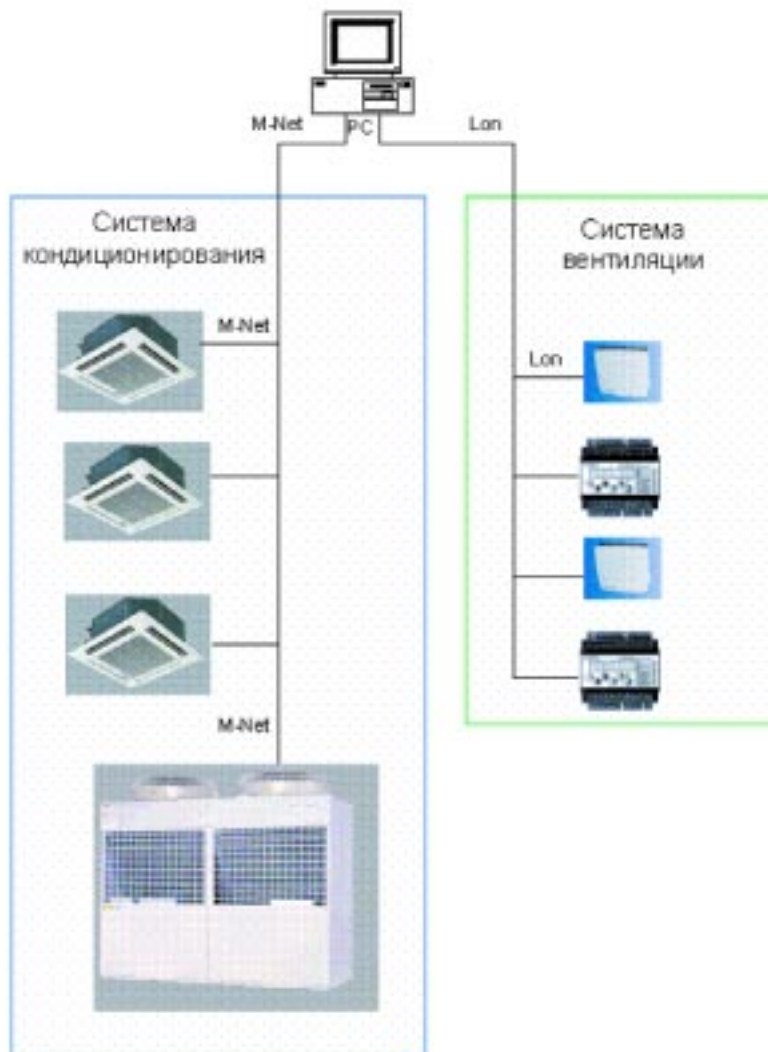 M-Net
PC
Lon
Система
кондиционирования
Система
вентиляции
M-Net
Lon
M-Net